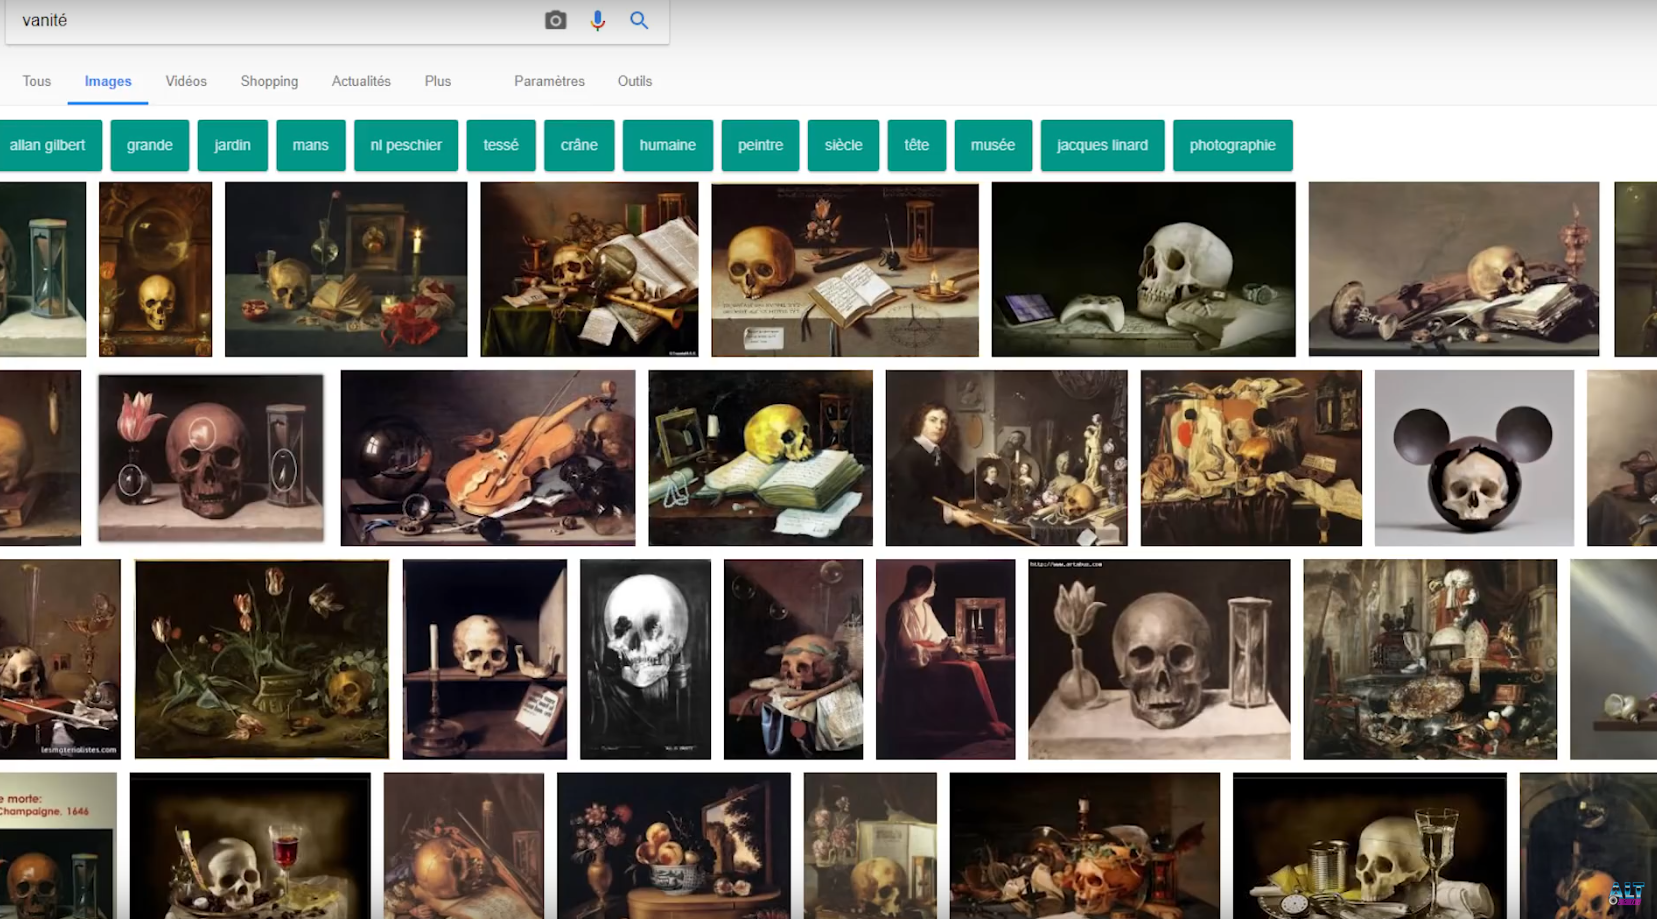 vanité
Tous Images Vidéos Shopping Actualités Plus Paramètres Outils
allan gilbert grande jardin mans nl peschier tessé crâne humaine peintre siècle tête musée jacques linard photographie
http://www.artabus.com
lesmaterialistes.com
e morte:
Champaigne, 1646
ALT